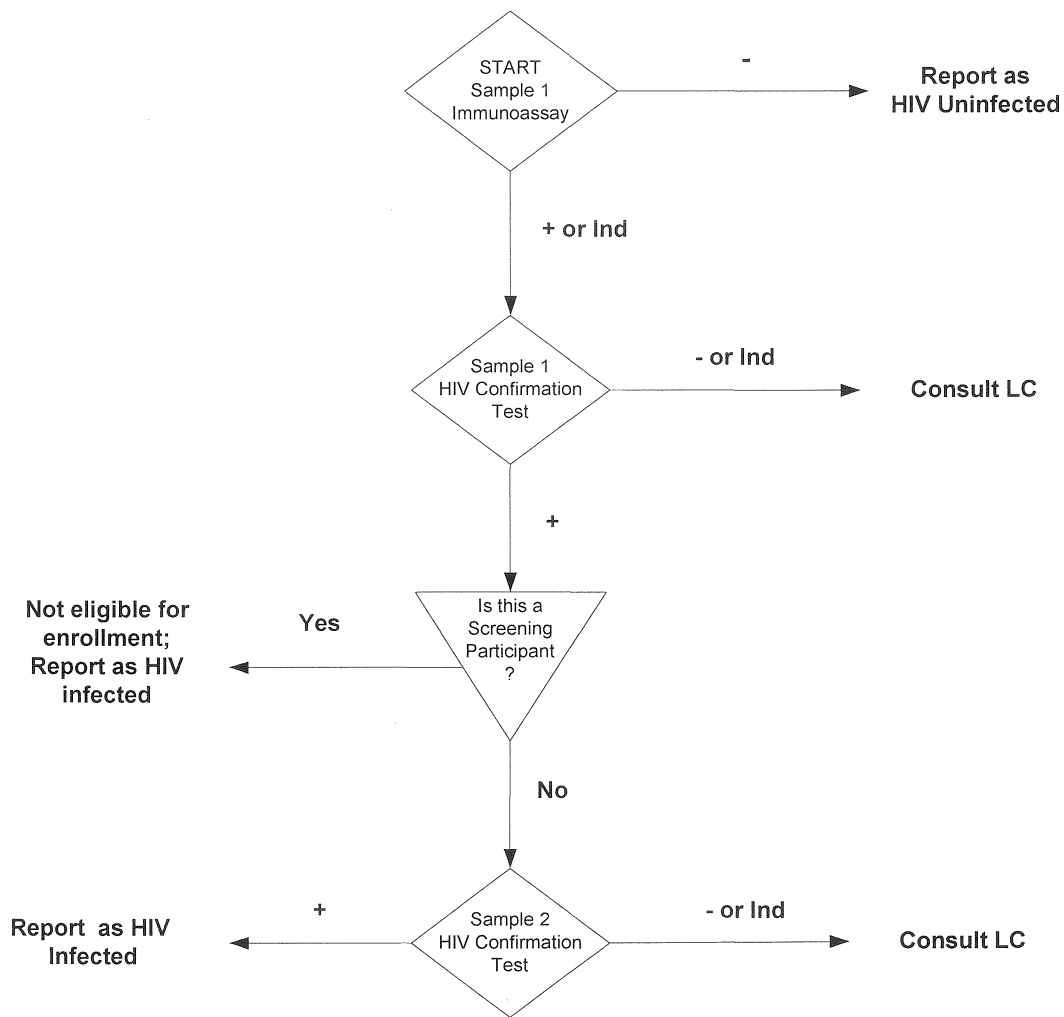 START
Sample 1
Immunoassay
-
Report as
HIV Uninfected
+ or Ind
Sample 1
HIV Confirmation
Test
- or Ind
Consult LC
+
Is this a
Screening
Participant
?
Yes
Not eligible for
enrollment;
Report as HIV
infected
No
Sample 2
HIV Confirmation
Test
+
Report as HIV
Infected
- or Ind
Consult LC